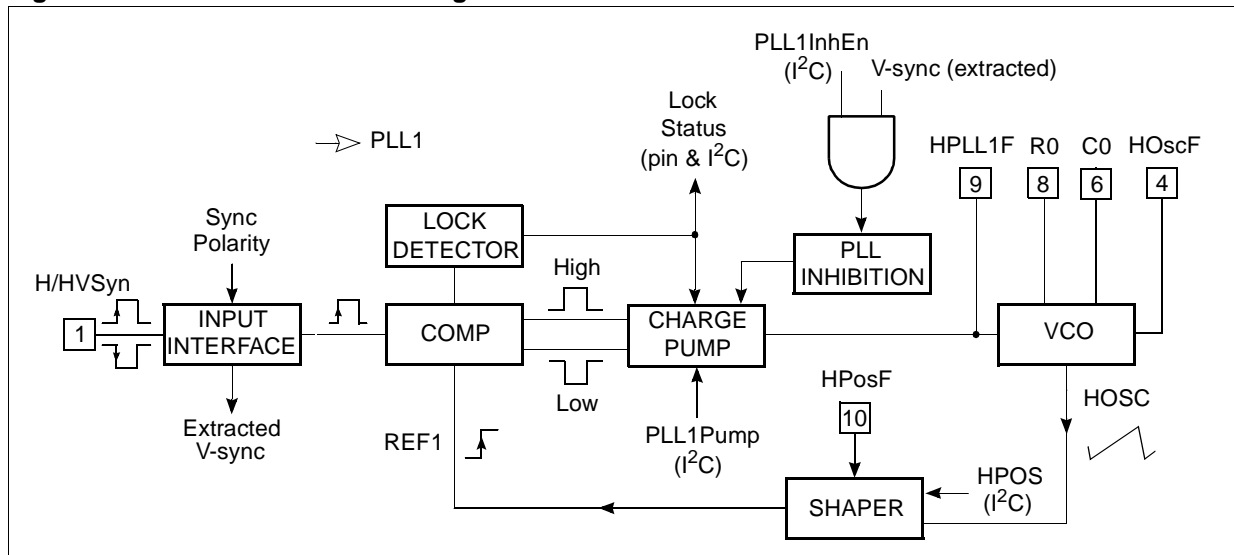 PLL1InhEn
(I²C)
V-sync (extracted)
Lock
Status
(pin & I²C)
PLL1
HPLL1F
R0
C0
HOscF
9
8
6
4
Sync
Polarity
LOCK
DETECTOR
PLL
INHIBITION
High
H/HVSyn
1
INPUT
INTERFACE
COMP
CHARGE
PUMP
VCO
Low
HPosF
HOSC
Extracted
V-sync
REF1
PLL1Pump
(I²C)
10
HPOS
(I²C)
SHAPER